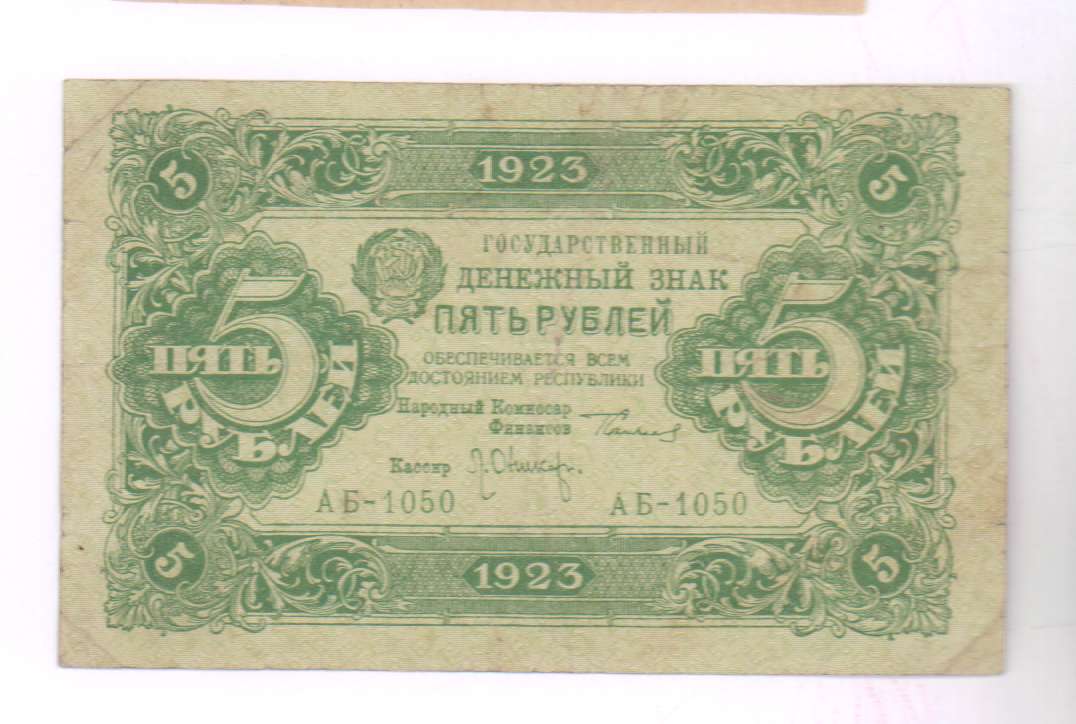 1923
5
5
ГОСУДАРСТВЕННЫЙ
ДЕНЕЖНЫЙ ЗНАК
ПЯТЬ РУБЛЕЙ
ОБЕСПЕЧИВАЕТСЯ ВСЕМ
ДОСТОЯНИЕМ РЕСПУБЛИКИ
5
ПЯТЬ
РУБЛЕЙ
5
ПЯТЬ
РУБЛЕЙ
Народный Комиссар
Финансов
Кассир
АБ-1050
АБ-1050
5
5
1923